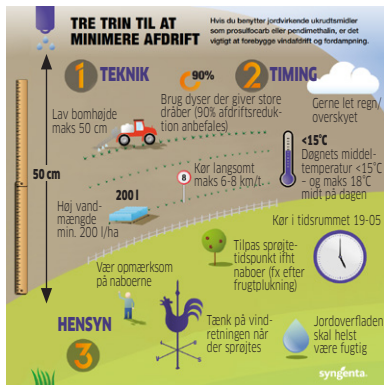 TRE TRIN TIL AT
MINIMERE AFDRIFT
Hvis du benytter jordvirkende ukrudtsmidler
som prosulfocarb eller pendimethalin, er det
vigtigt at forebygge vindafdrift og fordampning.
1 TEKNIK
Lav bomhøjde
maks 50 cm
90%
Brug dyser der giver store
dråber (90% afdriftsreduk-
tion anbefales)
50 cm
Kør langsomt
maks 6-8 km/t
8
200 l
Høj vand-
mængde
min. 200 l/ha
2 TIMING
Gerne let regn/
overskyet
<15°C
Døgnets middel-
temperatur <15°C
- og maks 18°C
midt på dagen
Kør i tidsrummet 19-05
Tilpas sprøjte-
tidspunkt ifht
naboer (fx efter
frugtplukning)
Vær opmærksom
på naboerne
HENSYN
3
Tænk på vind-
retningen når
der sprøjtes
Jordoverfladen
skal helst
være fugtig
syngenta.